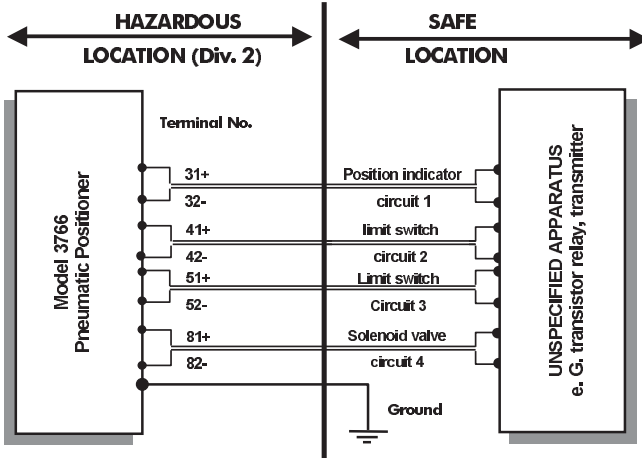 HAZARDOUS
LOCATION (Div. 2)
SAFE
LOCATION
Model 3766
Pneumatic Positioner
Terminal No.
31+
32-
41+
42-
51+
52-
81+
82-
Position indicator
circuit 1
limit switch
circuit 2
Limit switch
Circuit 3
Solenoid valve
circuit 4
Ground
UNSPECIFIED APPARATUS
e. G. transistor relay, transmitter